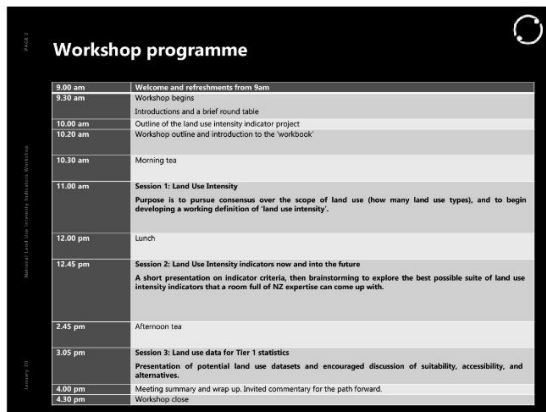 PAGE 2
Workshop programme
9.00 am Welcome and refreshments from 9am
9.30 am Workshop begins
Introductions and a brief round table
10.00 am Outline of the land use intensity indicator project
10.20 am Workshop outline and introduction to the 'workbook'
10.30 am Morning tea
11.00 am Session 1: Land Use Intensity
Purpose is to pursue consensus over the scope of land use (how many land use types), and to begin
developing a working definition of 'land use intensity'.
12.00 pm Lunch
12.45 pm Session 2: Land Use Intensity indicators now and into the future
A short presentation on indicator criteria, then brainstorming to explore the best possible suite of land use
intensity indicators that a room full of NZ expertise can come up with.
2.45 pm Afternoon tea
3.05 pm Session 3: Land use data for Tier 1 statistics
Presentation of potential land use datasets and encouraged discussion of suitability, accessibility, and
alternatives.
4.00 pm Meeting summary and wrap up. Invited commentary for the path forward.
4.30 pm Workshop close
National Land Use Intensity Indicators Workshop